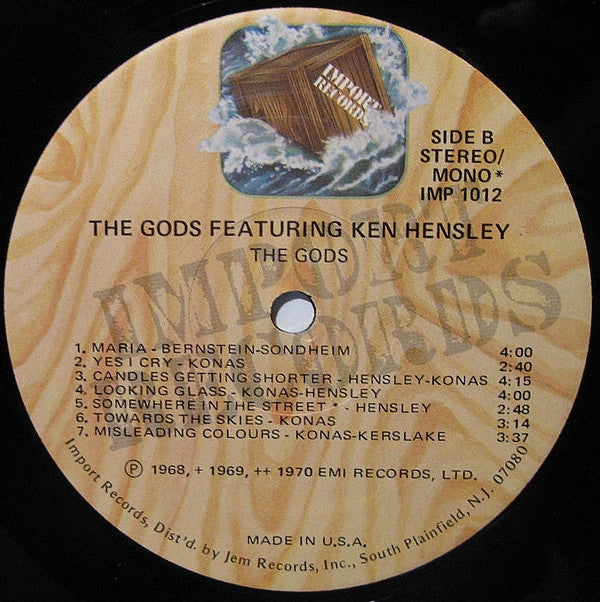 IMPORT
RECORDS
SIDE B
STEREO/
MONO*
IMP 1012
THE GODS FEATURING KEN HENSLEY
THE GODS
IMPORT
RECORDS
1. MARIA - BERNSTEIN-SONDHEIM 4:00
2. YES I CRY - KONAS 2:40
3. CANDLES GETTING SHORTER - HENSLEY-KONAS 4:15
4. LOOKING GLASS - KONAS-HENSLEY 4:00
5. SOMEWHERE IN THE STREET * - HENSLEY 2:48
6. TOWARDS THE SKIES - KONAS 3:14
7. MISLEADING COLOURS - KONAS-KERSLAKE 3:37
Ⓟ 1968, + 1969, ++ 1970 EMI RECORDS, LTD.
MADE IN U.S.A.
Import Records, Dist'd. by Jem Records, Inc., South Plainfield, N.J. 07080